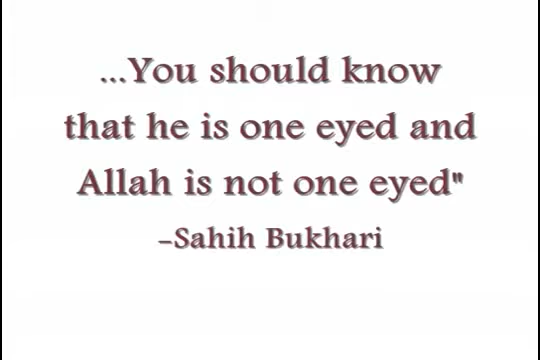 ...You should know
that he is one eyed and
Allah is not one eyed"
-Sahih Bukhari